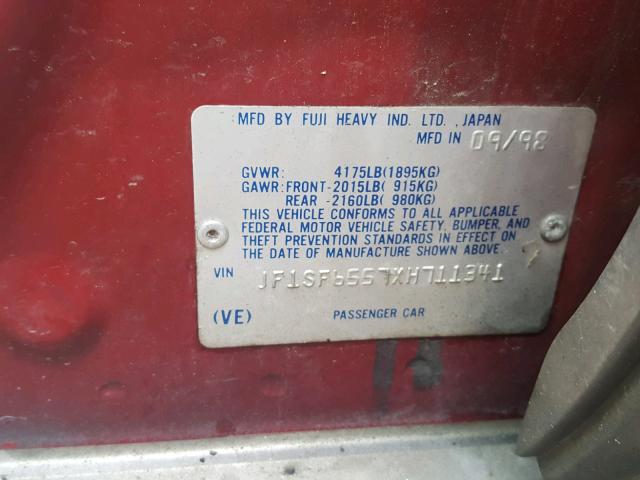 MFD BY FUJI HEAVY IND. LTD. , JAPAN
MFD IN 09/98
GVWR: 4175LB(1895KG)
GAWR:FRONT-2015LB( 915KG)
REAR -2160LB( 980KG)
THIS VEHICLE CONFORMS TO ALL APPLICABLE
FEDERAL MOTOR VEHICLE SAFETY. BUMPER, AND
THEFT PREVENTION STANDARDS IN EFFECT ON
THE DATE OF MANUFACTURE SHOWN ABOVE.
VIN JF1SF6557XH711341
(VE) PASSENGER CAR